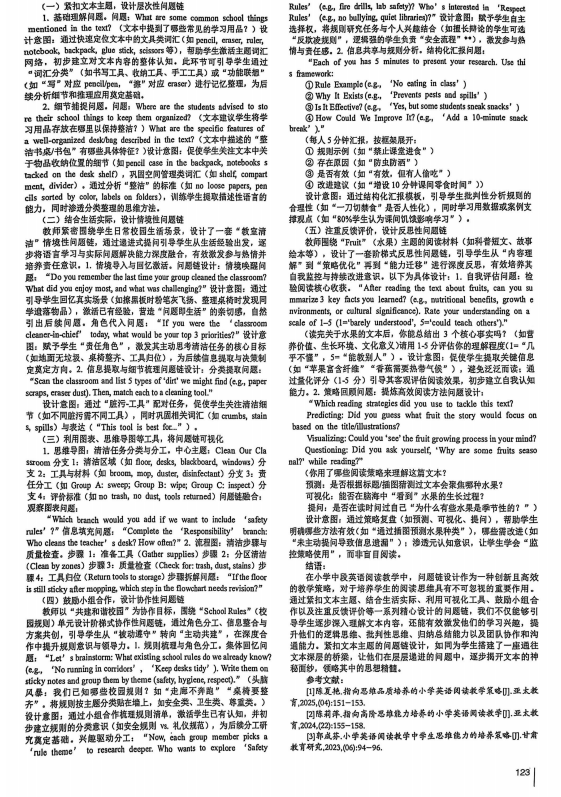 （一）紧扣文本主题，设计层次性问题链
1. 基础理解问题。问题: What are some common school things
mentioned in the text?（文本中提到了哪些常见的学习用品？）设
计意图：通过快速定位文本中的文具类词汇（如 pencil, eraser, ruler,
notebook, backpack, glue stick, scissors 等），帮助学生激活主题词汇
网络，初步建立对文本内容的整体认知。此环节可引导学生通过
“词汇分类”（如书写工具、收纳工具、手工工具）或“功能联想”
（如“写”对应 pencil/pen，“擦”对应 eraser）进行记忆整理，为后
续分析细节和推理应用奠定基础。
2. 细节捕捉问题。问题: Where are the students advised to sto
re their school things to keep them organized?（文本建议学生将学
习用品存放在哪里以保持整洁？）What are the specific features of
a well-organized desk/bag described in the text?（文中描述的“整
洁书桌/书包”有哪些具体特征？）设计意图：促使学生关注文本中关
于物品收纳位置的细节（如 pencil case in the backpack, notebooks s
tacked on the desk shelf），巩固空间管理类词汇（如 shelf, compart
ment, divider）。通过分析“整洁”的标准（如 no loose papers, pen
cils sorted by color, labels on folders），训练学生提取描述性语言的
能力，同时渗透分类整理的思维方法。
（二）结合生活实际，设计情境性问题链
教师紧密围绕学生日常校园生活场景，设计了一套“教室清
洁”情境性问题链，通过递进式提问引导学生从生活经验出发，逐
步将语言学习与实际问题解决能力深度融合，有效激发参与热情并
培养责任意识。1. 情境导入与回忆激活。问题链设计：情境唤醒问
题：“Do you remember the last time your group cleaned the classroom?
What did you enjoy most, and what was challenging?”设计意图：通过
引导学生回忆真实场景（如擦黑板时粉笔灰飞扬、整理桌椅时发现同
学遗落物品），激活已有经验，营造“问题即生活”的亲切感，自然
引出后续问题。角色代入问题：“If you were the ‘classroom
cleaner-in-chief’ today, what would be your top 3 priorities?”设计意
图：赋予学生“责任角色”，激发其主动思考清洁任务的核心目标
（如地面无垃圾、桌椅整齐、工具归位），为后续信息提取与决策制
定奠定方向。2. 信息提取与细节梳理问题链设计：分类提取问题：
“Scan the classroom and list 5 types of ‘dirt’ we might find (e.g., paper
scraps, eraser dust). Then, match each to a cleaning tool.”
设计意图：通过“脏污-工具”配对任务，促使学生关注清洁细
节（如不同脏污需不同工具），同时巩固相关词汇（如 crumbs, stain
s, spills）与表达（“This tool is best for...”）。
（三）利用图表、思维导图等工具，将问题链可视化
1. 思维导图：清洁任务分类与分工。中心主题: Clean Our Cla
ssroom 分支 1：清洁区域（如 floor, desks, blackboard, windows）分
支 2：工具与材料（如 broom, mop, duster, disinfectant）分支 3：责
任分工（如 Group A: sweep; Group B: wipe; Group C: inspect）分
支 4：评价标准（如 no trash, no dust, tools returned）问题链融合：
观察图表问题：
“Which branch would you add if we want to include ‘safety
rules’?”信息填充问题：“Complete the ‘Responsibility’ branch:
Who cleans the teacher’s desk? How often?”2. 流程图：清洁步骤与
质量检查。步骤 1：准备工具（Gather supplies）步骤 2：分区清洁
（Clean by zones）步骤 3：质量检查（Check for: trash, dust, stains）步
骤 4：工具归位（Return tools to storage）步骤拆解问题：“If the floor
is still sticky after mopping, which step in the flowchart needs revision?”
（四）鼓励小组合作，设计协作性问题链
教师以“共建和谐校园”为协作目标，围绕“School Rules”（校
园规则）单元设计阶梯式协作性问题链，通过角色分工、信息整合与
方案共创，引导学生从“被动遵守”转向“主动共建”，在深度合
作中提升规则意识与领导力。1. 规则梳理与角色分工。集体回忆问
题：“Let’s brainstorm: What existing school rules do we already know?
(e.g., ‘No running in corridors’, ‘Keep desks tidy’). Write them on
sticky notes and group them by theme (safety, hygiene, respect).”（头脑
风暴：我们已知哪些校园规则？如“走廊不奔跑”“桌椅要整
齐”。将规则按主题分类贴在墙上，如安全类、卫生类、尊重类。）
设计意图：通过小组合作梳理规则清单，激活学生已有认知，并初
步建立规则的分类意识（如安全规则 vs. 礼仪规范），为后续分工研
究奠定基础。兴趣驱动分工：“Now, each group member picks a
‘rule theme’ to research deeper. Who wants to explore ‘Safety
Rules’ (e.g., fire drills, lab safety)? Who’s interested in ‘Respect
Rules’ (e.g., no bullying, quiet libraries)?”设计意图：赋予学生自主
选择权，将规则研究任务与个人兴趣结合（如擅长辩论的学生可选
“反欺凌规则”，逻辑强的学生负责“安全流程”），激发参与热
情与责任感。2. 信息共享与规则分析。结构化汇报问题：
“Each of you has 5 minutes to present your research. Use thi
s framework:
① Rule Example (e.g., ‘No eating in class’)
② Why It Exists (e.g., ‘Prevents pests and spills’)
③ Is It Effective? (e.g., ‘Yes, but some students sneak snacks’)
④ How Could We Improve It? (e.g., ‘Add a 10-minute snack
break’).”
（每人 5 分钟汇报，按框架展开：
① 规则示例（如“禁止课堂进食”）
② 存在原因（如“防虫防洒”）
③ 是否有效（如“有效，但有人偷吃”）
④ 改进建议（如“增设 10 分钟课间零食时间”））
设计意图：通过结构化汇报模板，引导学生批判性分析规则的
合理性（如“一刀切禁食”是否人性化），同时学习用数据或案例支
撑观点（如“80%学生认为课间饥饿影响学习”）。
（五）注重反馈评价，设计反思性问题链
教师围绕“Fruit”（水果）主题的阅读材料（如科普短文、故事
绘本等），设计了一套阶梯式反思性问题链，引导学生从“内容理
解”到“策略优化”再到“能力迁移”进行深度反思，有效培养其
自我监控与持续改进意识。以下为具体设计：1. 自我评估问题：检
验阅读核心收获。“After reading the text about fruits, can you su
mmarize 3 key facts you learned? (e.g., nutritional benefits, growth e
nvironments, or cultural significance). Rate your understanding on a
scale of 1–5 (1=‘barely understood’, 5=‘could teach others’).”
（读完关于水果的文本后，你能总结出 3 个核心事实吗？（如营
养价值、生长环境、文化意义）请用 1-5 分评估你的理解程度（1=“几
乎不懂”，5=“能教别人”）。设计意图：促使学生提取关键信息
（如“苹果富含纤维”“香蕉需要热带气候”），避免泛泛而读；通
过量化评分（1-5 分）引导其客观评估阅读效果，初步建立自我认知
能力。2. 策略回顾问题：提炼高效阅读方法问题设计：
“Which reading strategies did you use to tackle this text?
Predicting: Did you guess what fruit the story would focus on
based on the title/illustrations?
Visualizing: Could you ‘see’ the fruit growing process in your mind?
Questioning: Did you ask yourself, ‘Why are some fruits seaso
nal?’ while reading?”
（你用了哪些阅读策略来理解这篇文本？
预测：是否根据标题/插图猜测过文本会聚焦哪种水果？
可视化：能否在脑海中“看到”水果的生长过程？
提问：是否在读时问过自己“为什么有些水果是季节性的？”）
设计意图：通过策略复盘（如预测、可视化、提问），帮助学生
明确哪些方法有效（如“通过插图预测水果种类”），哪些需改进（如
“未主动提问导致信息遗漏”）；渗透元认知意识，让学生学会“监
控策略使用”，而非盲目阅读。
结语：
在小学中段英语阅读教学中，问题链设计作为一种创新且高效
的教学策略，对于培养学生的阅读思维具有不可忽视的重要作用。
通过紧扣文本主题、结合生活实际、利用可视化工具、鼓励小组合
作以及注重反馈评价等一系列精心设计的问题链，我们不仅能够引
导学生逐步深入理解文本内容，还能有效激发他们的学习兴趣，提
升他们的逻辑思维、批判性思维、归纳总结能力以及团队协作和沟
通能力。紧扣文本主题的问题链设计，如同为学生搭建了一座通往
文本深层的桥梁，让他们在层层递进的问题中，逐步揭开文本的神
秘面纱，领略其中的思想精髓。
参考文献：
[1]陈夏艳.指向思维品质培养的小学英语阅读教学策略[J].亚太教
育,2025,(04):151-153.
[2]陈莉萍.指向高阶思维能力培养的小学英语阅读教学[J].亚太教
育,2024,(22):155-158.
[3]郭成芬.小学英语阅读教学中学生思维能力的培养策略[J].甘肃
教育研究,2023,(06):94-96.
123